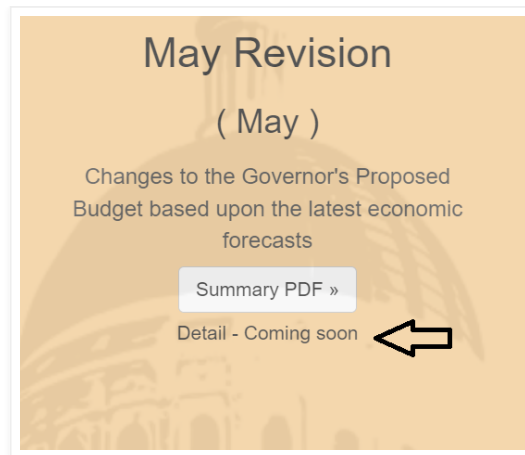 May Revision
( May )
Changes to the Governor's Proposed
Budget based upon the latest economic
forecasts
Summary PDF »
Detail - Coming soon